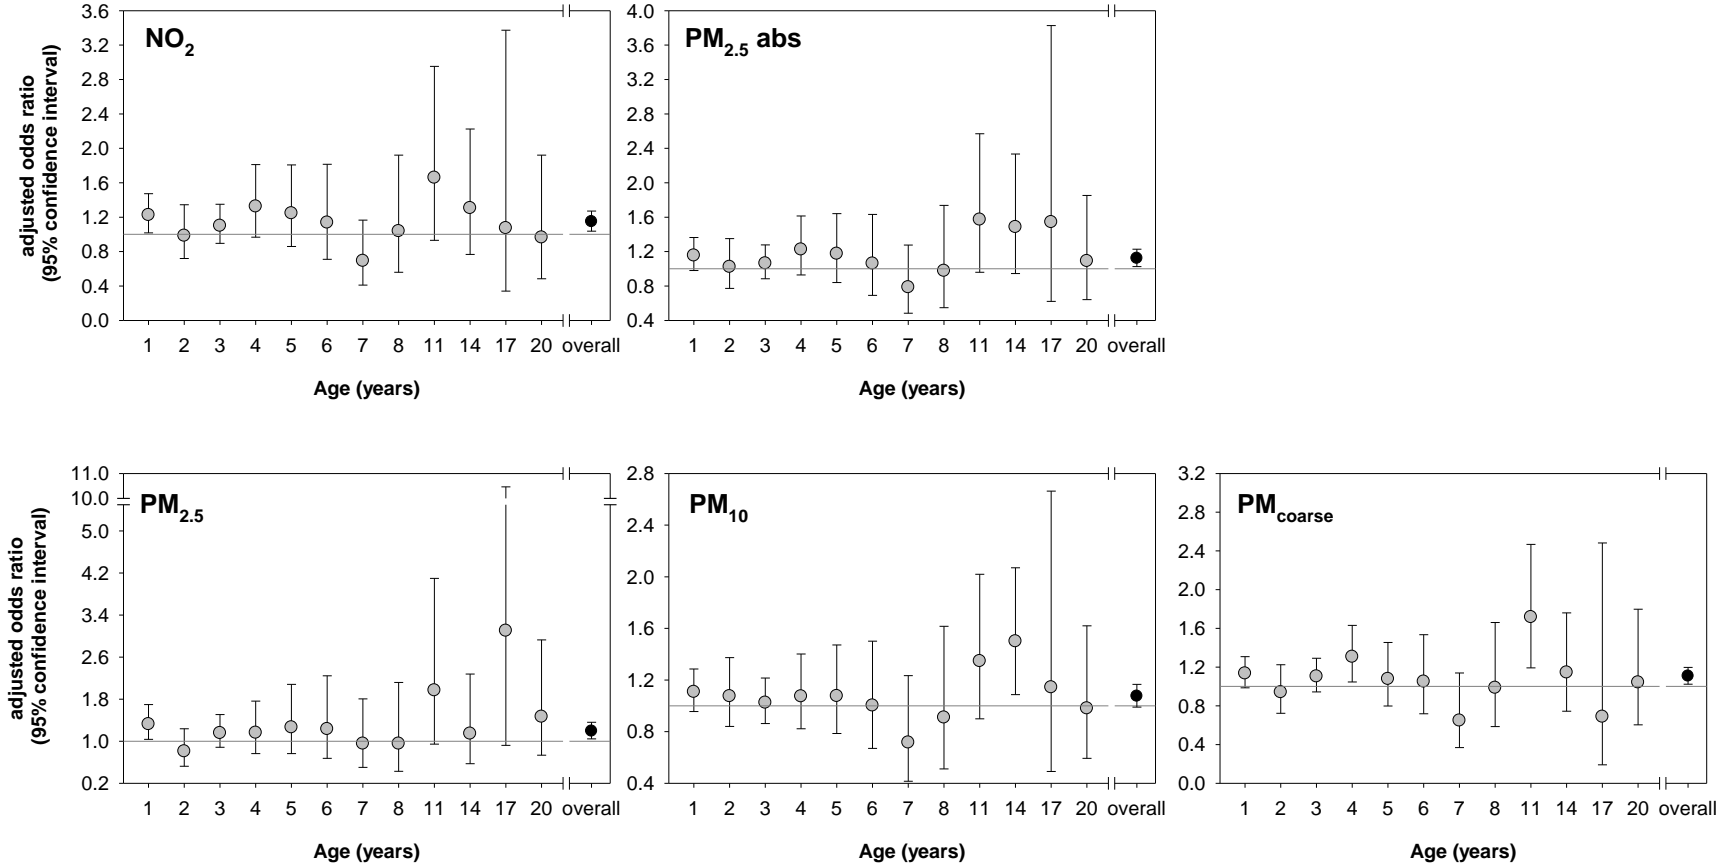 NO2
adjusted odds ratio
(95% confidence interval)
3.6
3.2
2.8
2.4
2.0
1.6
1.2
0.8
0.4
0.0
1 2 3 4 5 6 7 8 11 14 17 20 overall
Age (years)
PM2.5 abs
4.0
3.6
3.2
2.8
2.4
2.0
1.6
1.2
0.8
0.4
1 2 3 4 5 6 7 8 11 14 17 20 overall
Age (years)
PM2.5
adjusted odds ratio
(95% confidence interval)
11.0
10.0
5.0
4.2
3.4
2.6
1.8
1.0
0.2
1 2 3 4 5 6 7 8 11 14 17 20 overall
Age (years)
PM10
2.8
2.4
2.0
1.6
1.2
0.8
0.4
1 2 3 4 5 6 7 8 11 14 17 20 overall
Age (years)
PMcoarse
3.2
2.8
2.4
2.0
1.6
1.2
0.8
0.4
0.0
1 2 3 4 5 6 7 8 11 14 17 20 overall
Age (years)